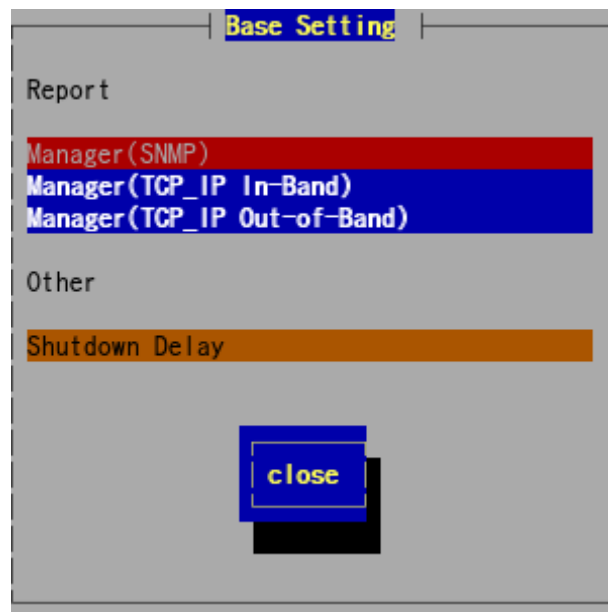 Base Setting
Report
Manager(SNMP)
Manager(TCP_IP In-Band)
Manager(TCP_IP Out-of-Band)
Other
Shutdown Delay
close